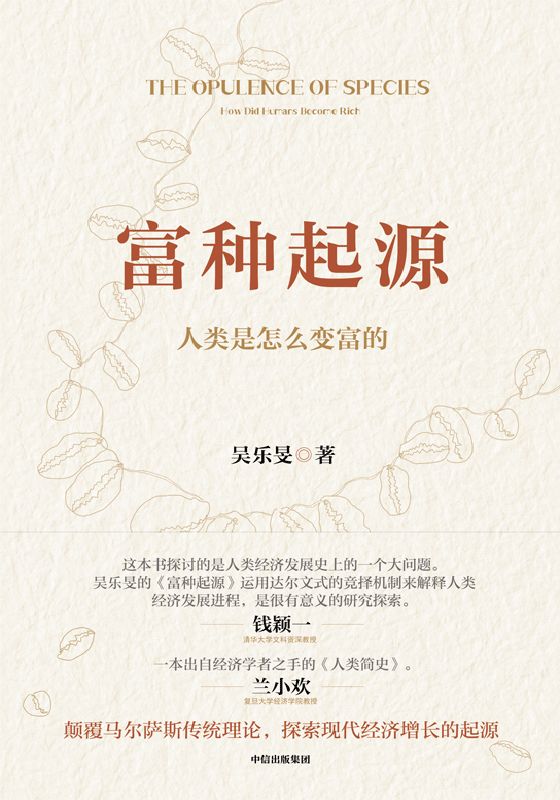 THE OPULENCE OF SPECIES
How Did Humans Become Rich
富种起源
人类是怎么变富的
吴乐旻 著
这本书探讨的是人类经济发展史上的一个大问题。
吴乐旻的《富种起源》运用达尔文式的竞择机制来解释人类
经济发展进程，是很有意义的研究探索。
钱颖一
清华大学文科资深教授
一本出自经济学者之手的《人类简史》。
兰小欢
复旦大学经济学院教授
颠覆马尔萨斯传统理论，探索现代经济增长的起源
中信出版集团